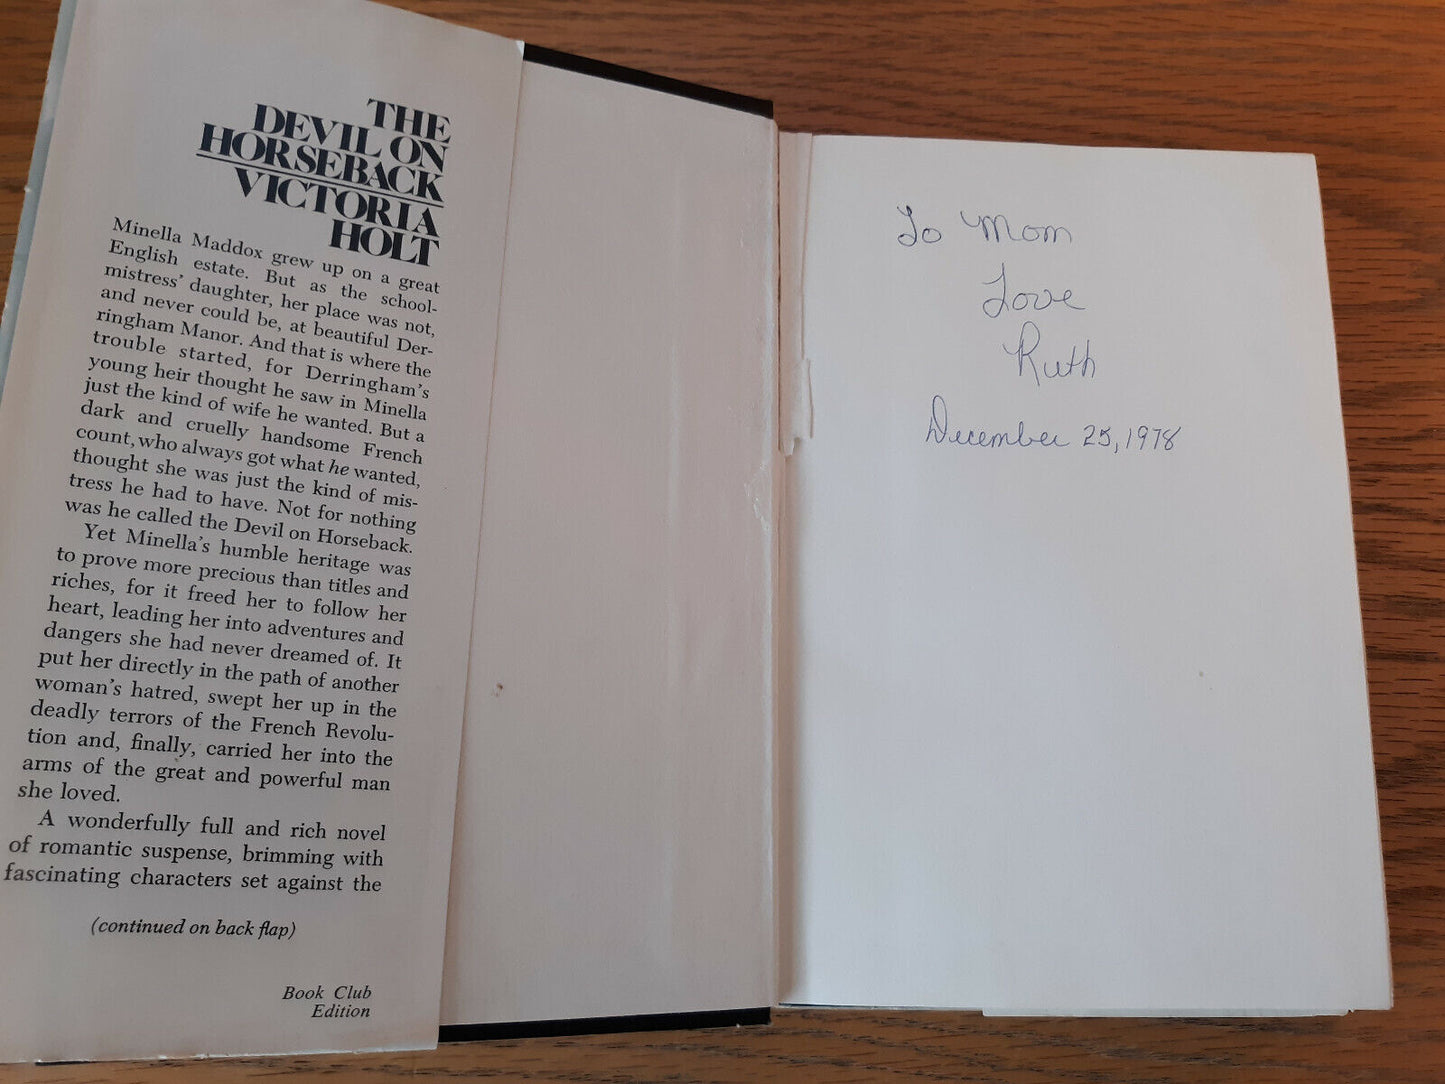 THE
DEVIL ON
HORSEBACK
VICTORIA
HOLT
Minella Maddox grew up on a great
English estate. But as the school-
mistress' daughter, her place was not,
and never could be, at beautiful Der-
ringham Manor. And that is where the
trouble started, for Derringham's
young heir thought he saw in Minella
just the kind of wife he wanted. But a
dark and cruelly handsome French
count, who always got what he wanted,
thought she was just the kind of mis-
tress he had to have. Not for nothing
was he called the Devil on Horseback.
Yet Minella's humble heritage was
to prove more precious than titles and
riches, for it freed her to follow her
heart, leading her into adventures and
dangers she had never dreamed of. It
put her directly in the path of another
woman's hatred, swept her up in the
deadly terrors of the French Revolu-
tion and, finally, carried her into the
arms of the great and powerful man
she loved.
A wonderfully full and rich novel
of romantic suspense, brimming with
fascinating characters set against the
(continued on back flap)
Book Club
Edition
To Mom
Love
Ruth
December 25, 1978